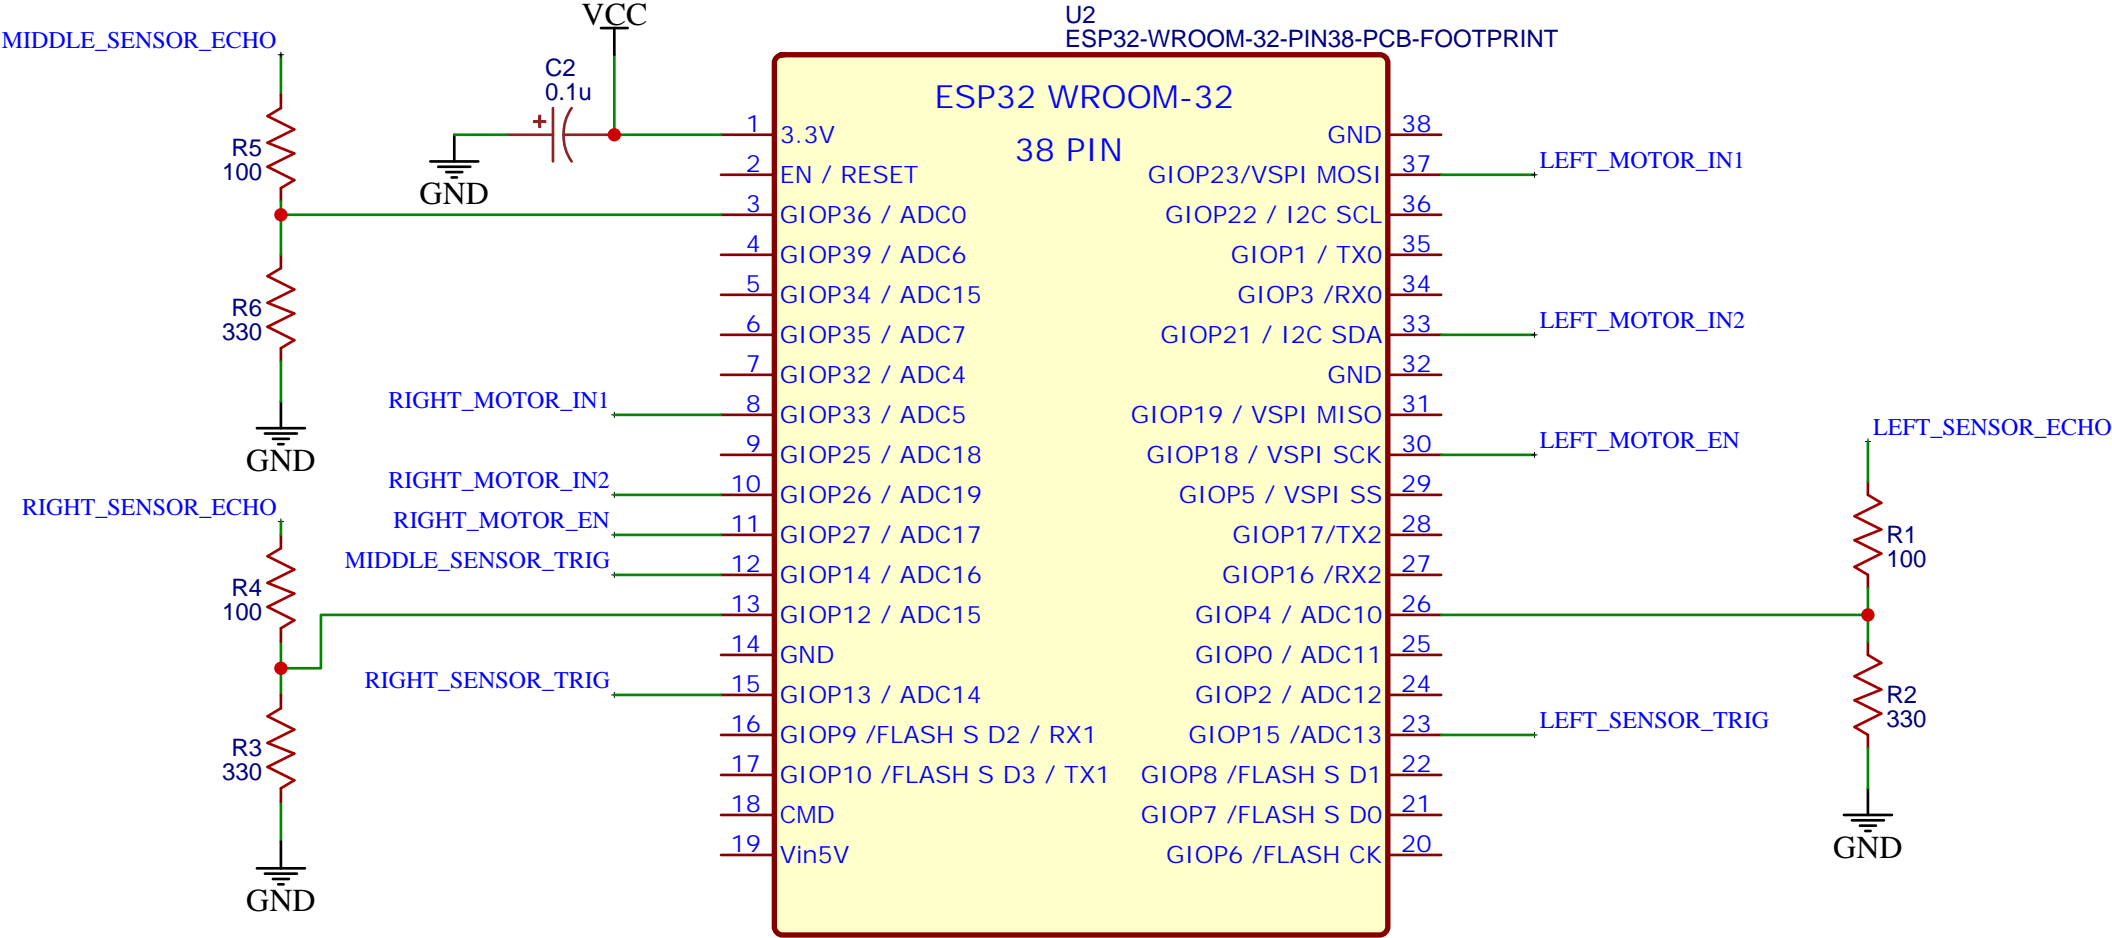 VCC
U2
ESP32-WROOM-32-PIN38-PCB-FOOTPRINT
MIDDLE_SENSOR_ECHO
C2
0.1u
+
ESP32 WROOM-32
38 PIN
R5
100
GND
R6
330
GND
RIGHT_SENSOR_ECHO
R4
100
R3
330
GND
RIGHT_MOTOR_IN1
RIGHT_MOTOR_IN2
RIGHT_MOTOR_EN
MIDDLE_SENSOR_TRIG
RIGHT_SENSOR_TRIG
1 3.3V
2 EN / RESET
3 GIOP36 / ADC0
4 GIOP39 / ADC6
5 GIOP34 / ADC15
6 GIOP35 / ADC7
7 GIOP32 / ADC4
8 GIOP33 / ADC5
9 GIOP25 / ADC18
10 GIOP26 / ADC19
11 GIOP27 / ADC17
12 GIOP14 / ADC16
13 GIOP12 / ADC15
14 GND
15 GIOP13 / ADC14
16 GIOP9 /FLASH S D2 / RX1
17 GIOP10 /FLASH S D3 / TX1
18 CMD
19 Vin5V
GND 38
GIOP23/VSPI MOSI 37
GIOP22 / I2C SCL 36
GIOP1 / TX0 35
GIOP3 /RX0 34
GIOP21 / I2C SDA 33
GND 32
GIOP19 / VSPI MISO 31
GIOP18 / VSPI SCK 30
GIOP5 / VSPI SS 29
GIOP17/TX2 28
GIOP16 /RX2 27
GIOP4 / ADC10 26
GIOP0 / ADC11 25
GIOP2 / ADC12 24
GIOP15 /ADC13 23
GIOP8 /FLASH S D1 22
GIOP7 /FLASH S D0 21
GIOP6 /FLASH CK 20
LEFT_MOTOR_IN1
LEFT_MOTOR_IN2
LEFT_MOTOR_EN
LEFT_SENSOR_TRIG
LEFT_SENSOR_ECHO
R1
100
R2
330
GND